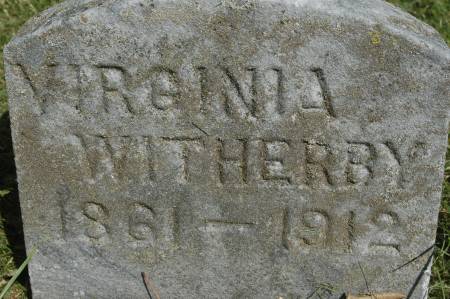 VIRGINIA
WITHERBY
1861 — 1912